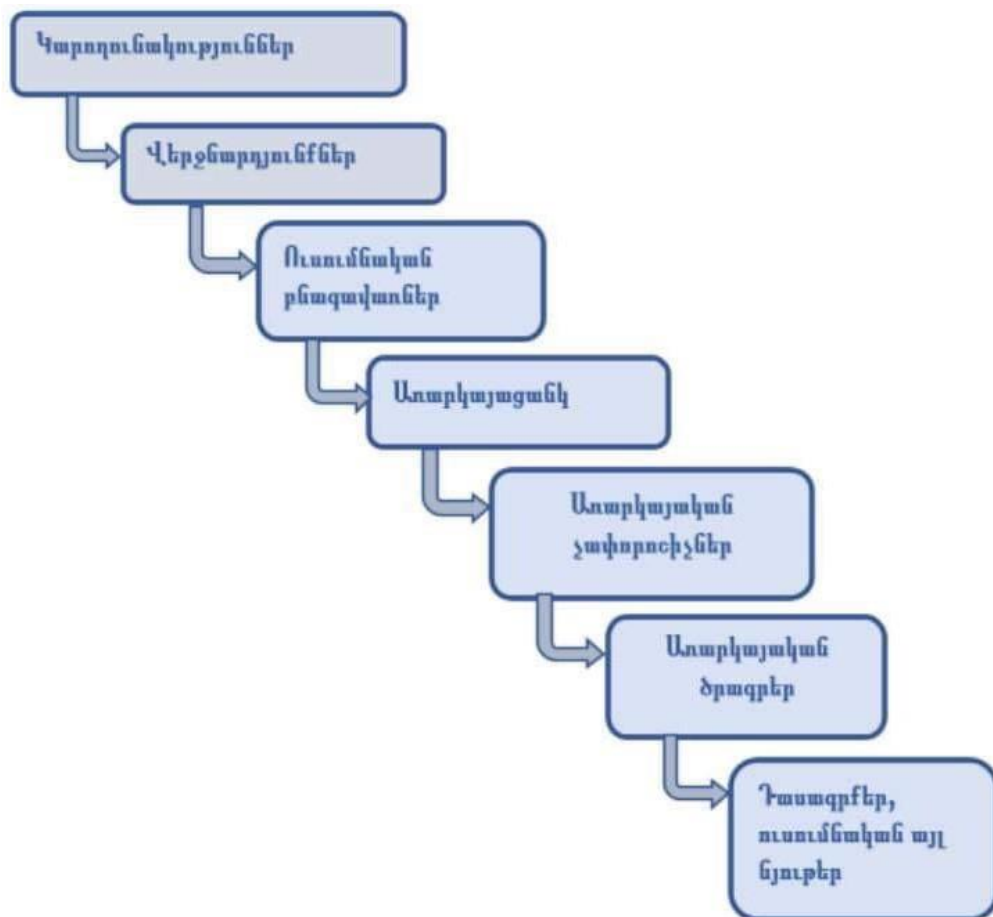 Կարողունակություններ
Վերջնարդյունքներ
Ուսումնական
բնագավառներ
Առարկայացանկ
Առարկայական
չափորոշիչներ
Առարկայական
ծրագրեր
Դասագրքեր,
ուսումնական այլ
նյութեր